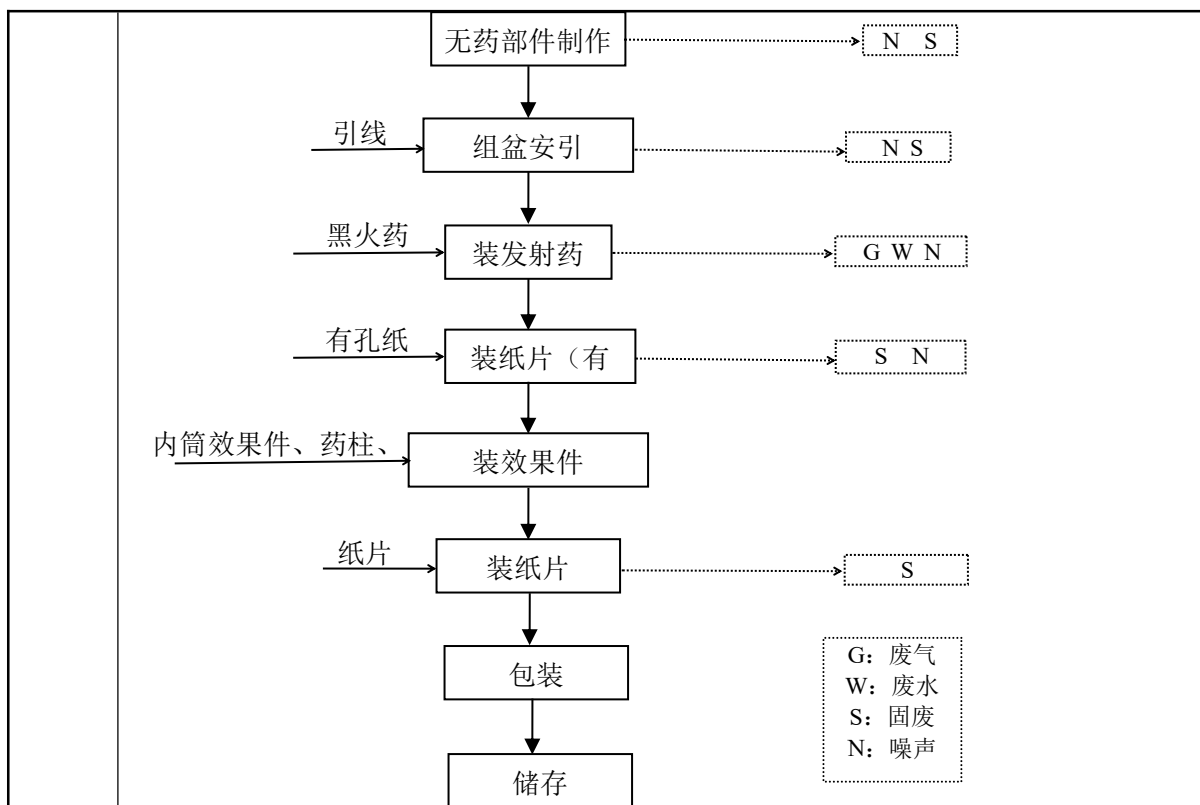 无药部件制作
N S
引线
组盆安引
N S
黑火药
装发射药
G W N
有孔纸
装纸片（有
S N
内筒效果件、药柱、
装效果件
纸片
装纸片
S
包装
储存
G：废气
W：废水
S：固废
N：噪声